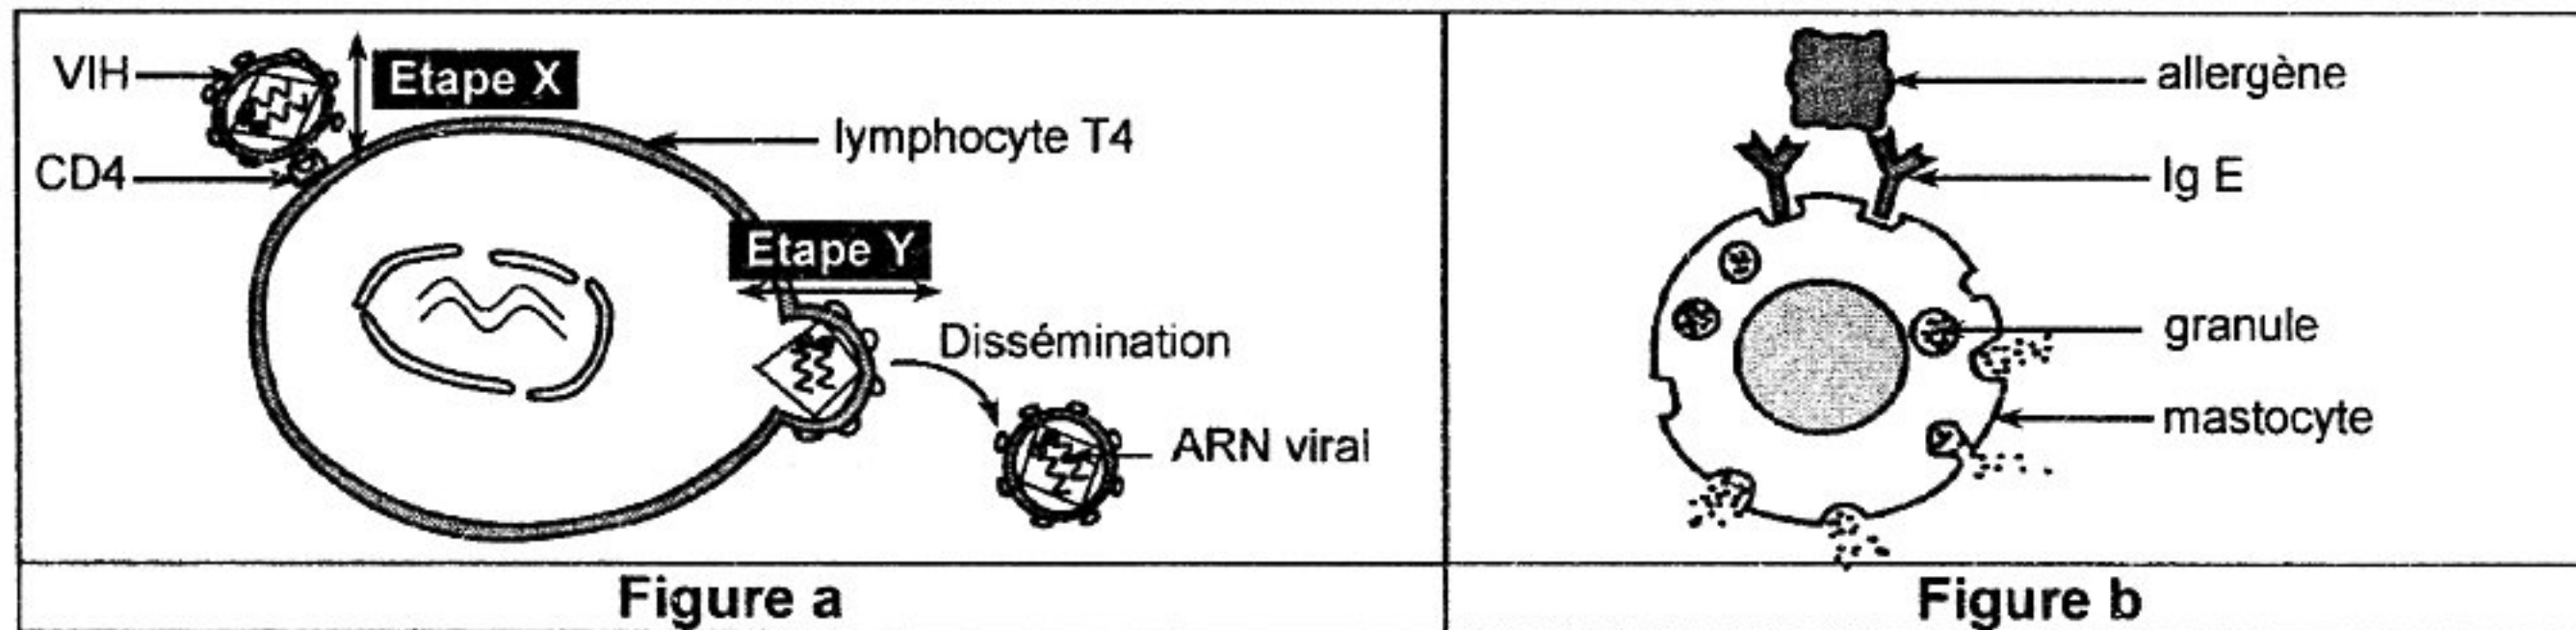 VIH
Etape X
lymphocyte T4
CD4
Etape Y
Dissémination
ARN viral
Figure a
allergène
Ig E
granule
mastocyte
Figure b